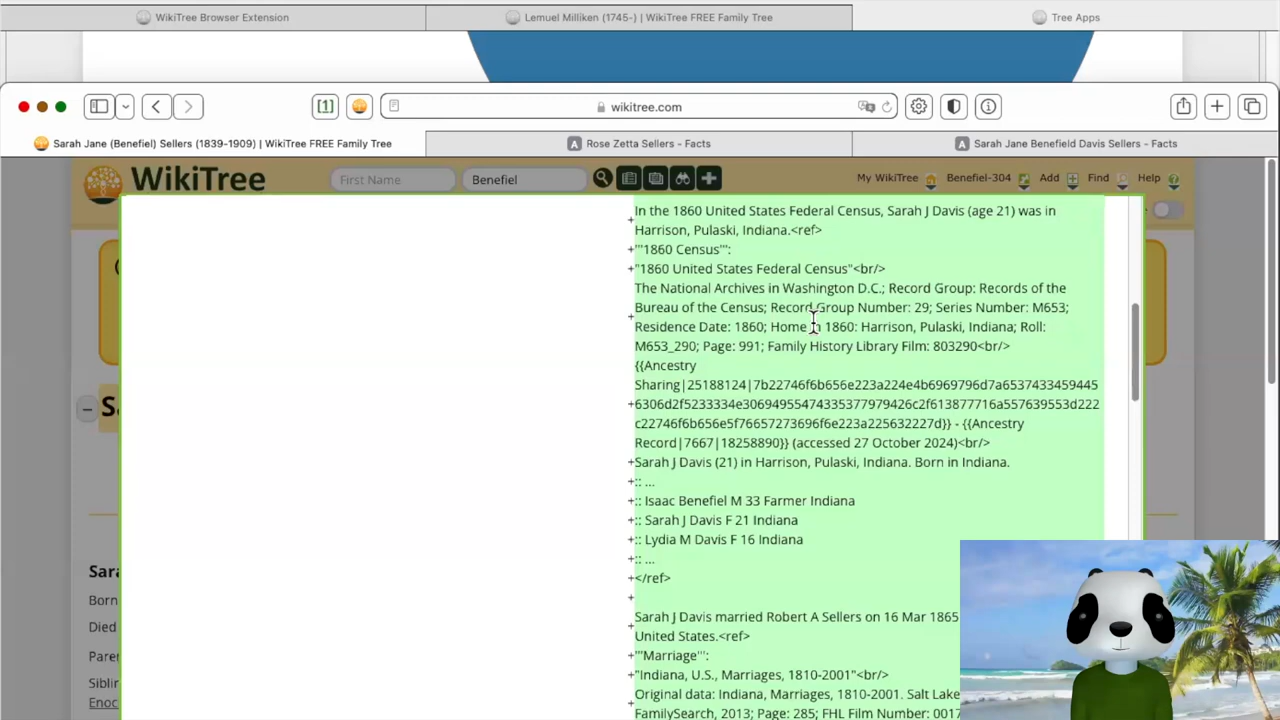 WikiTree Browser Extension
Lemuel Milliken (1745-) | WikiTree FREE Family Tree
Tree Apps
[1]
wikitree.com
Sarah Jane (Benefiel) Sellers (1839-1909) | WikiTree FREE Family Tree
A Rose Zetta Sellers - Facts
A Sarah Jane Benefield Davis Sellers - Facts
WikiTree
First Name
Benefiel
My WikiTree
Benefiel-304
Add
Find
Help
In the 1860 United States Federal Census, Sarah J Davis (age 21) was in
+
Harrison, Pulaski, Indiana.<ref>
+'''1860 Census''':
+"1860 United States Federal Census"<br/>
The National Archives in Washington D.C.; Record Group: Records of the
Bureau of the Census; Record Group Number: 29; Series Number: M653;
+
Residence Date: 1860; Home in 1860: Harrison, Pulaski, Indiana; Roll:
M653_290; Page: 991; Family History Library Film: 803290<br/>
{{Ancestry
Sharing|25188124|7b22746f6b656e223a224e4b6969796d7a6537433459445
+6306d2f5233334e30694955474335377979426c2f613877716a557639553d222
c22746f6b656e5f76657273696f6e223a225632227d}} - {{Ancestry
Record|7667|18258890}} (accessed 27 October 2024)<br/>
+Sarah J Davis (21) in Harrison, Pulaski, Indiana. Born in Indiana.
+:: ...
+:: Isaac Benefiel M 33 Farmer Indiana
+:: Sarah J Davis F 21 Indiana
+:: Lydia M Davis F 16 Indiana
+:: ...
+</ref>
+
Sarah J Davis married Robert A Sellers on 16 Mar 1865
+
United States.<ref>
+'''Marriage''':
+"Indiana, U.S., Marriages, 1810-2001"<br/>
Original data: Indiana, Marriages, 1810-2001. Salt Lake
+
FamilySearch, 2013; Page: 285; FHL Film Number: 0017
S
Sara
Born
Died
Paren
Siblin
Enoc